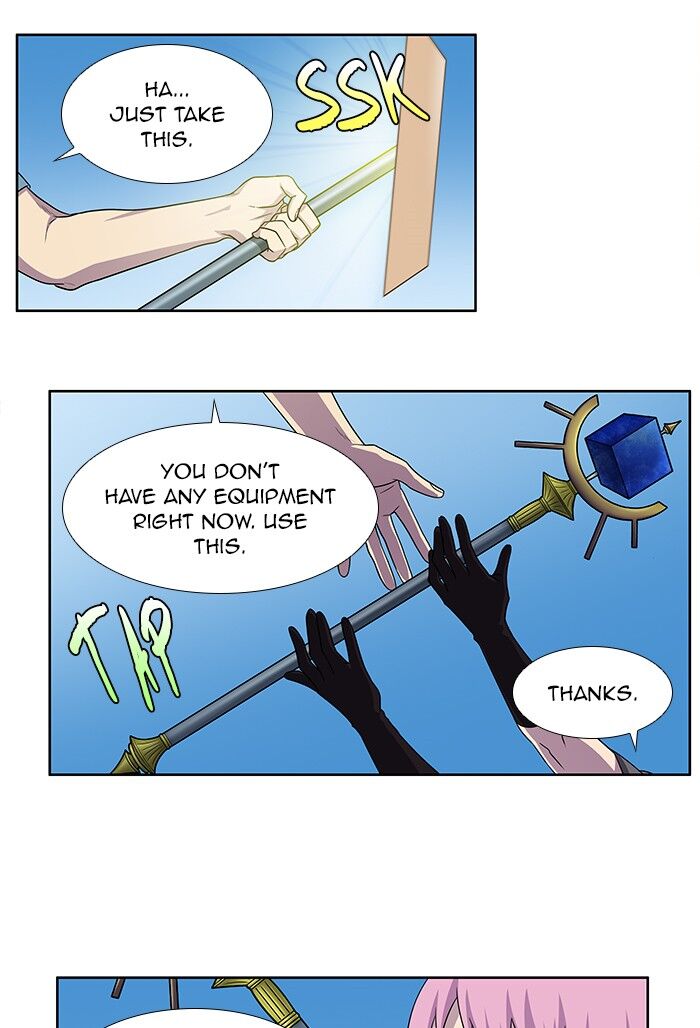 HA...
JUST TAKE
THIS.
SSK
YOU DON'T
HAVE ANY EQUIPMENT
RIGHT NOW. USE
THIS.
TAP
THANKS.